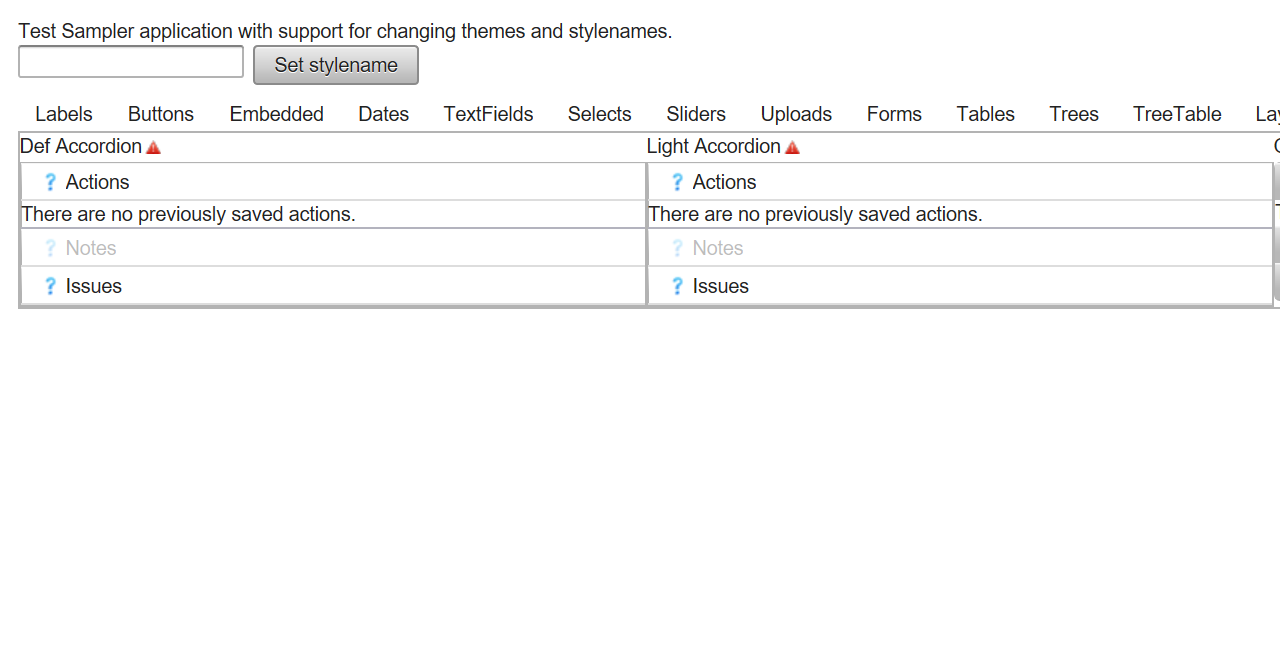 Test Sampler application with support for changing themes and stylenames.
Set stylename
Labels Buttons Embedded Dates TextFields Selects Sliders Uploads Forms Tables Trees TreeTable
Def Accordion Light Accordion
Actions Actions
There are no previously saved actions. There are no previously saved actions.
Notes Notes
Issues Issues